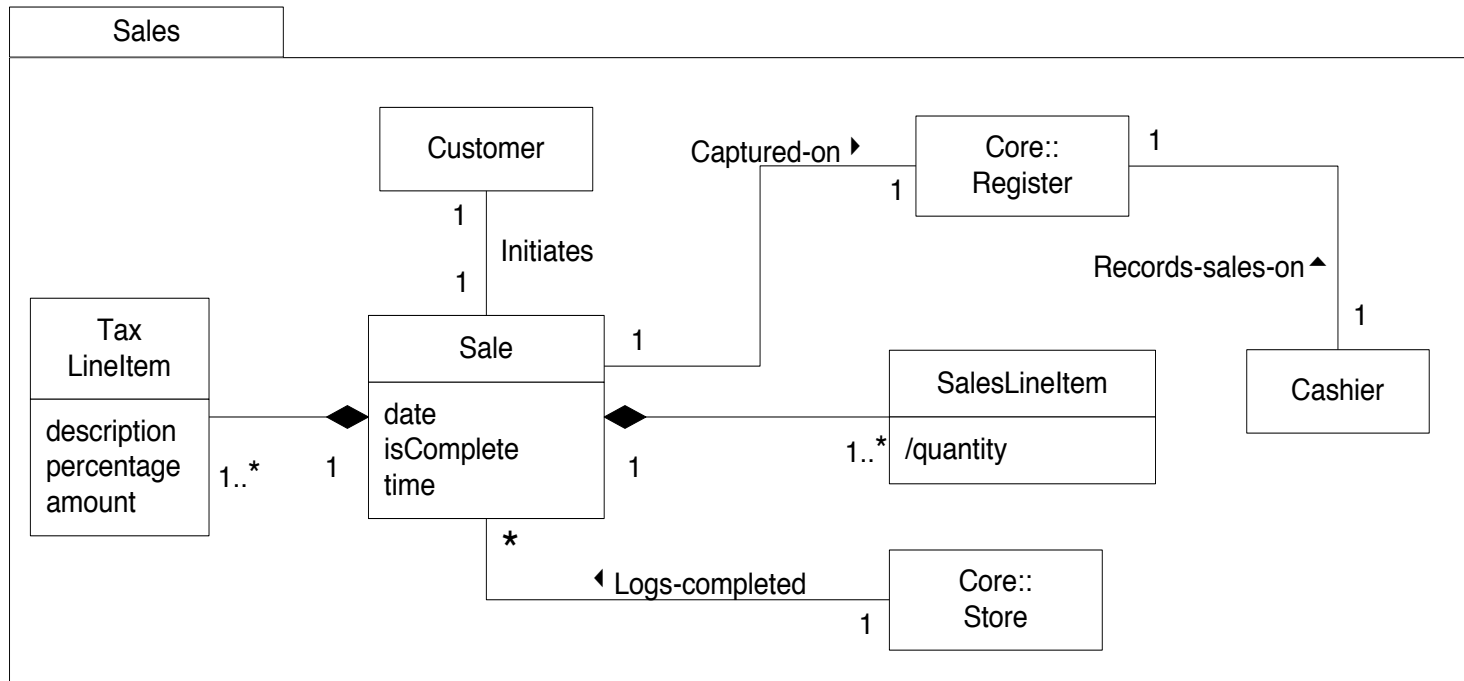 Sales
Customer
1
Initiates
1
Captured-on
1
1
Core::
Register
1
Records-sales-on
1
Cashier
Tax
LineItem
description
percentage
amount
1..*
1
Sale
date
isComplete
time
1
1..*
SalesLineItem
/quantity
*
Logs-completed
1
Core::
Store